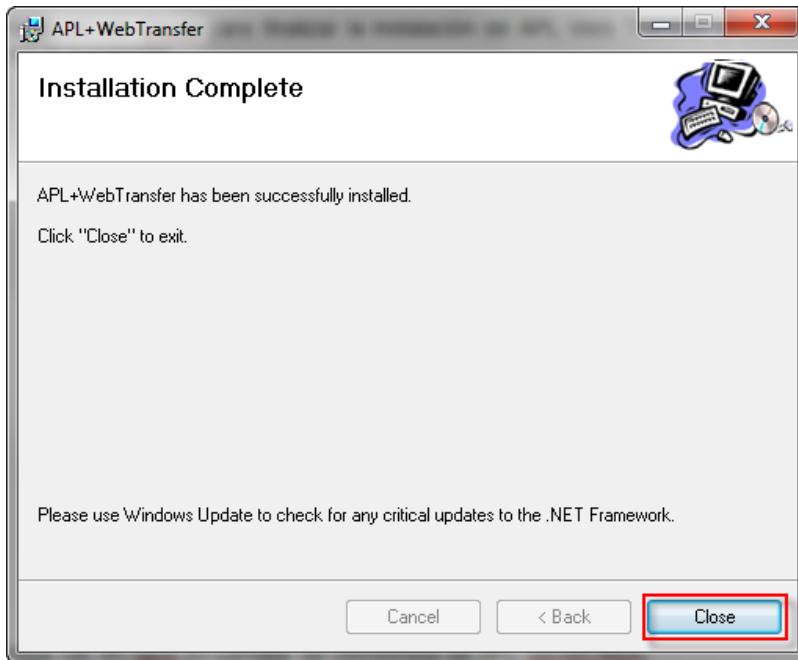 APL+WebTransfer
Installation Complete
APL+WebTransfer has been successfully installed.
Click "Close" to exit.
Please use Windows Update to check for any critical updates to the .NET Framework.
Cancel
< Back
Close